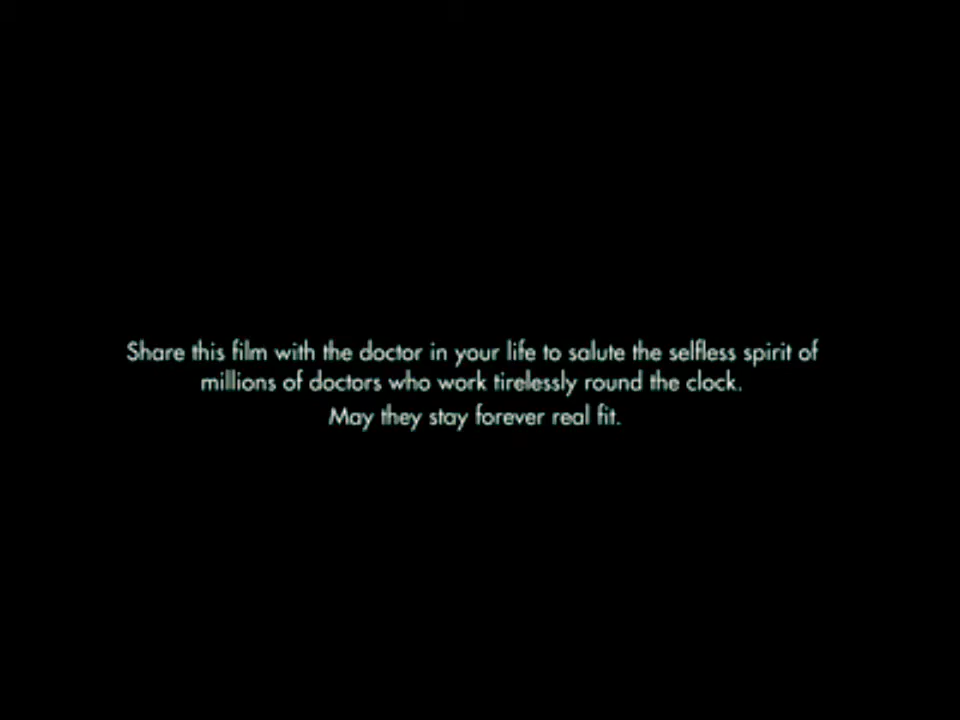 Share this film with the doctor in your life to salute the selfless spirit of
millions of doctors who work tirelessly round the clock.
May they stay forever real fit.